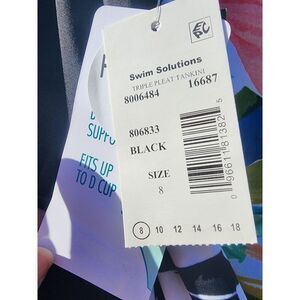 Swim Solutions
TRIPLE PLEAT TANKINI
8006484 16687
806833
BLACK
SIZE
8
8 10 12 14 16 18
FITS UP
TO D CUP